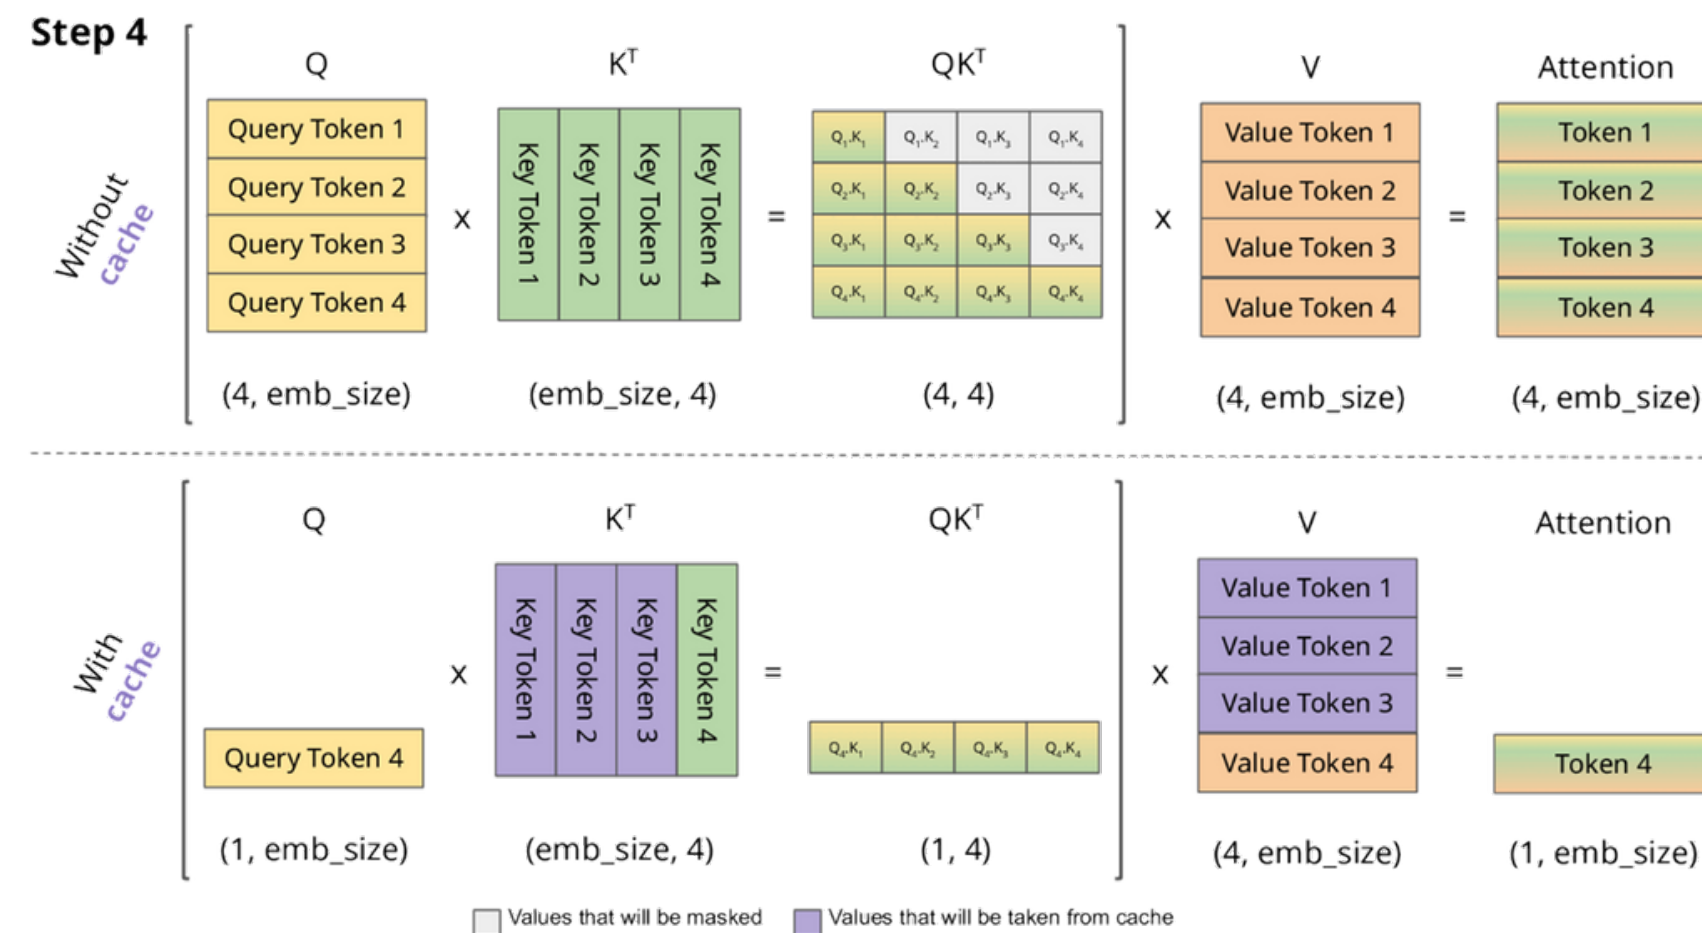 Step 4
Without
cache
Q
K^T
QK^T
V
Attention
Query Token 1
Query Token 2
Query Token 3
Query Token 4
x
Key Token 1
Key Token 2
Key Token 3
Key Token 4
=
Q₁.K₁ Q₁.K₂ Q₁.K₃ Q₁.K₄
Q₂.K₁ Q₂.K₂ Q₂.K₃ Q₂.K₄
Q₃.K₁ Q₃.K₂ Q₃.K₃ Q₃.K₄
Q₄.K₁ Q₄.K₂ Q₄.K₃ Q₄.K₄
x
Value Token 1
Value Token 2
Value Token 3
Value Token 4
=
Token 1
Token 2
Token 3
Token 4
(4, emb_size)
(emb_size, 4)
(4, 4)
(4, emb_size)
(4, emb_size)
With
cache
Q
K^T
QK^T
V
Attention
Query Token 4
x
Key Token 1
Key Token 2
Key Token 3
Key Token 4
=
Q₄.K₁ Q₄.K₂ Q₄.K₃ Q₄.K₄
x
Value Token 1
Value Token 2
Value Token 3
Value Token 4
=
Token 4
(1, emb_size)
(emb_size, 4)
(1, 4)
(4, emb_size)
(1, emb_size)
Values that will be masked
Values that will be taken from cache